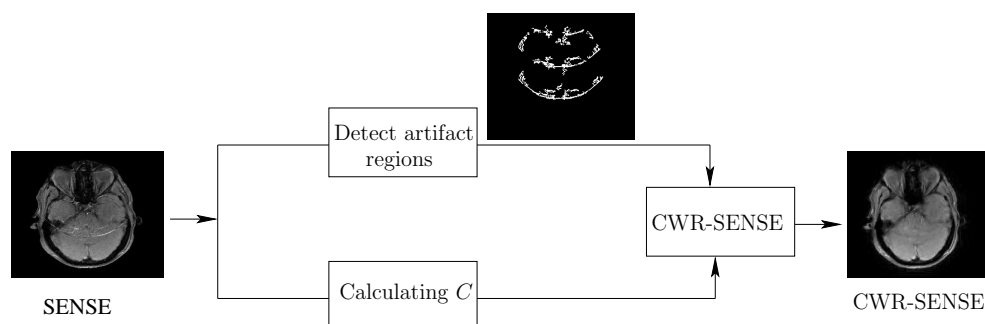 Detect artifact
regions
CWR-SENSE
Calculating C
SENSE
CWR-SENSE